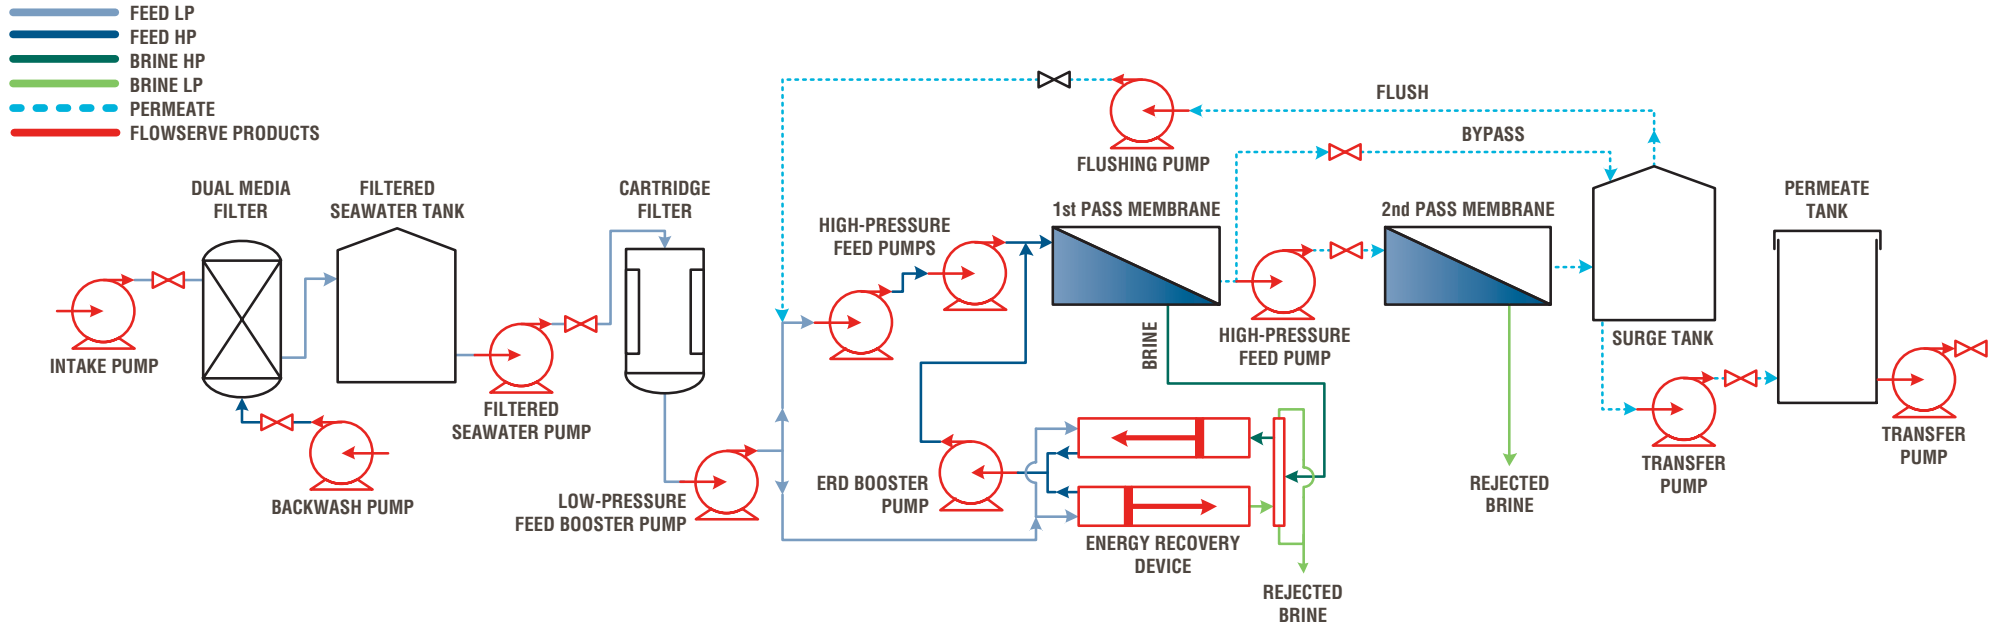 FEED LP
FEED HP
BRINE HP
BRINE LP
PERMEATE
FLOWSERVE PRODUCTS
FLUSH
BYPASS
FLUSHING PUMP
DUAL MEDIA
FILTER
FILTERED
SEAWATER TANK
CARTRIDGE
FILTER
HIGH-PRESSURE
FEED PUMPS
1st PASS MEMBRANE
2nd PASS MEMBRANE
PERMEATE
TANK
INTAKE PUMP
BRINE
HIGH-PRESSURE
FEED PUMP
SURGE TANK
FILTERED
SEAWATER PUMP
BACKWASH PUMP
LOW-PRESSURE
FEED BOOSTER PUMP
ERD BOOSTER
PUMP
ENERGY RECOVERY
DEVICE
REJECTED
BRINE
REJECTED
BRINE
TRANSFER
PUMP
TRANSFER
PUMP